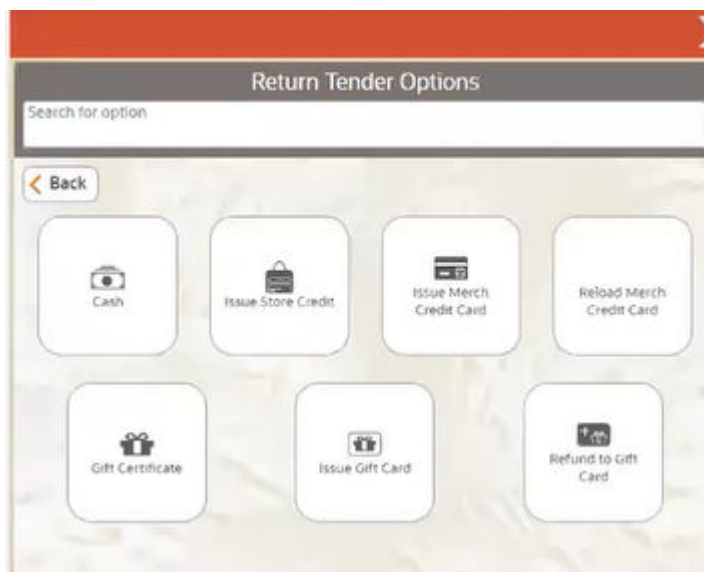 Return Tender Options
Search for option
Back
Cash
Issue Store Credit
Issue Merch
Credit Card
Reload Merch
Credit Card
Gift Certificate
Issue Gift Card
Refund to Gift
Card